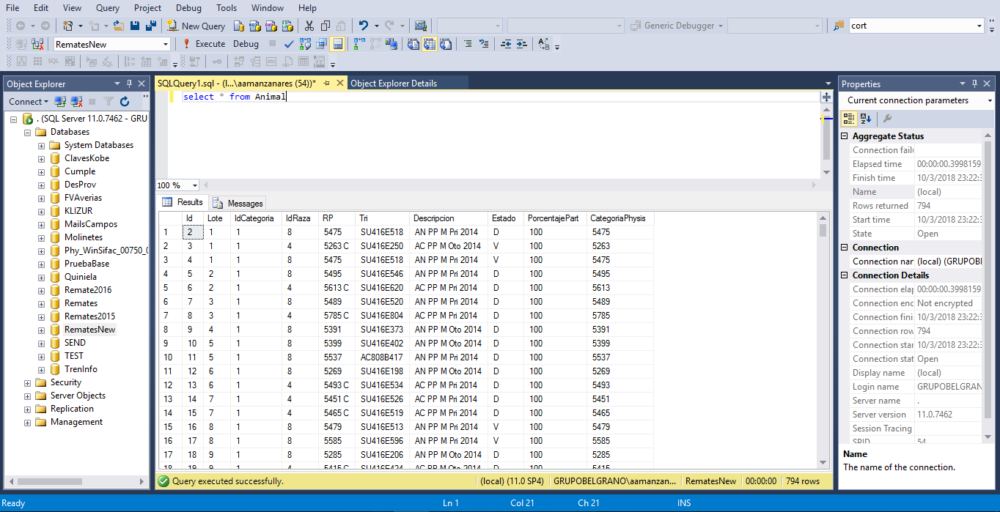 File Edit View Query Project Debug Tools Window Help
New Query Generic Debugger cort
RematesNew Execute Debug
Object Explorer
Connect
. (SQL Server 11.0.7462 - GRU
Databases
System Databases
ClavesKobe
Cumple
DesProv
FVAverias
KLIZUR
MailsCampos
Molinetes
Phy_WinSifac_00750_0
PruebaBase
Quiniela
Remate2016
Remates
Remates2015
RematesNew
SEND
TEST
TrenInfo
Security
Server Objects
Replication
Management
SQLQuery1.sql - (l...\aamanzanares (54))* Object Explorer Details
select * from Animal
100 %
Results Messages
Id Lote IdCategoria IdRaza RP Tri Descripcion Estado PorcentajePart CategoriaPhysis
1 2 1 1 8 5475 SU416E518 AN PP M Pri 2014 D 100 5475
2 3 1 1 4 5263 C SU416E250 AC PP M Oto 2014 V 100 5263
3 4 1 1 8 5475 SU416E518 AN PP M Pri 2014 V 100 5475
4 5 2 1 8 5495 SU416E546 AN PP M Pri 2014 D 100 5495
5 6 2 1 4 5613 C SU416E620 AC PP M Pri 2014 D 100 5613
6 7 3 1 8 5489 SU416E520 AN PP M Pri 2014 D 100 5489
7 8 3 1 4 5785 C SU416E804 AC PP M Pri 2014 D 100 5785
8 9 4 1 8 5391 SU416E373 AN PP M Oto 2014 D 100 5391
9 10 5 1 8 5399 SU416E402 AN PP M Oto 2014 D 100 5399
10 11 5 1 8 5537 AC808B417 AN PP M Pri 2014 D 100 5537
11 12 6 1 8 5269 SU416E198 AN PP M Oto 2014 D 100 5269
12 13 6 1 4 5493 C SU416E534 AC PP M Pri 2014 D 100 5493
13 14 7 1 4 5451 C SU416E526 AC PP M Pri 2014 D 100 5451
14 15 7 1 4 5465 C SU416E519 AC PP M Pri 2014 D 100 5465
15 16 8 1 8 5479 SU416E513 AN PP M Pri 2014 V 100 5479
16 17 8 1 8 5585 SU416E596 AN PP M Pri 2014 V 100 5585
17 18 9 1 8 5285 SU416E206 AN PP M Oto 2014 D 100 5285
18 19 9 1 4 5415 C SU416E424 AC PP M Oto 2014 D 100 5415
Query executed successfully. (local) (11.0 SP4) GRUPOBELGRANO\aamanzan... RematesNew 00:00:00 794 rows
Properties
Current connection parameters
Aggregate Status
Connection failu
Elapsed time 00:00:00.3998159
Finish time 10/3/2018 23:22:3
Name (local)
Rows returned 794
Start time 10/3/2018 23:22:3
State Open
Connection
Connection nar (local) (GRUPOBEL
Connection Details
Connection elap 00:00:00.3998159
Connection enc Not encrypted
Connection fini 10/3/2018 23:22:3
Connection row 794
Connection star 10/3/2018 23:22:3
Connection stat Open
Display name (local)
Login name GRUPOBELGRAN
Server name .
Server version 11.0.7462
Session Tracing
SPID 54
Name
The name of the connection.
Ready Ln 1 Col 21 Ch 21 INS